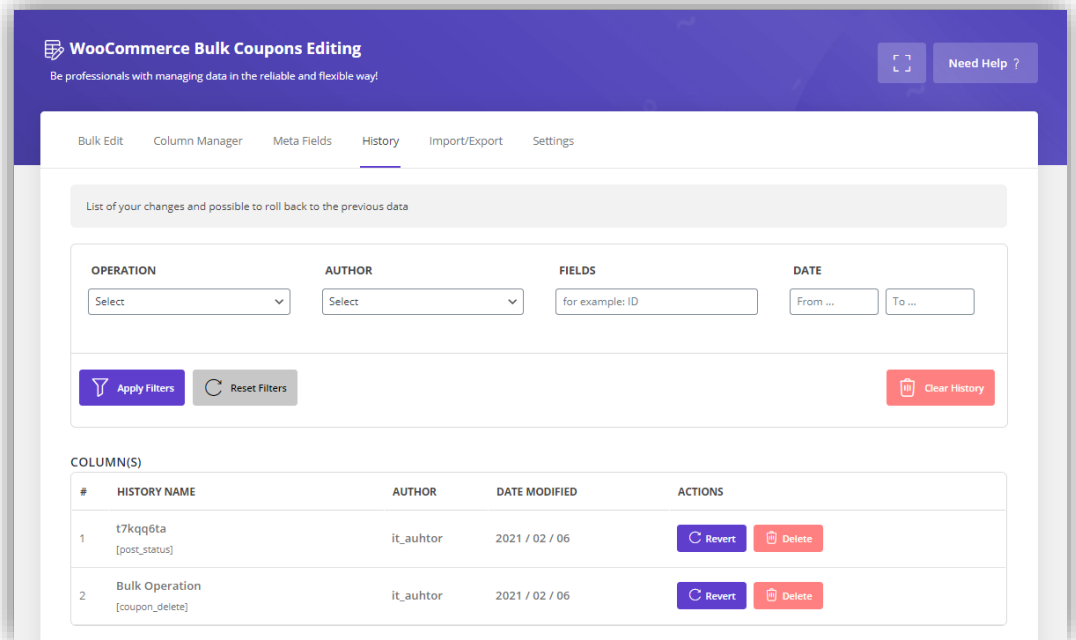 WooCommerce Bulk Coupons Editing
Be professionals with managing data in the reliable and flexible way!
Need Help ?
Bulk Edit Column Manager Meta Fields History Import/Export Settings
List of your changes and possible to roll back to the previous data
OPERATION AUTHOR FIELDS DATE
Select Select for example: ID From ... To ...
Apply Filters Reset Filters Clear History
COLUMN(S)
# HISTORY NAME AUTHOR DATE MODIFIED ACTIONS
1 t7kqq6ta it_auhtor 2021 / 02 / 06 Revert Delete
[post_status]
2 Bulk Operation it_auhtor 2021 / 02 / 06 Revert Delete
[coupon_delete]